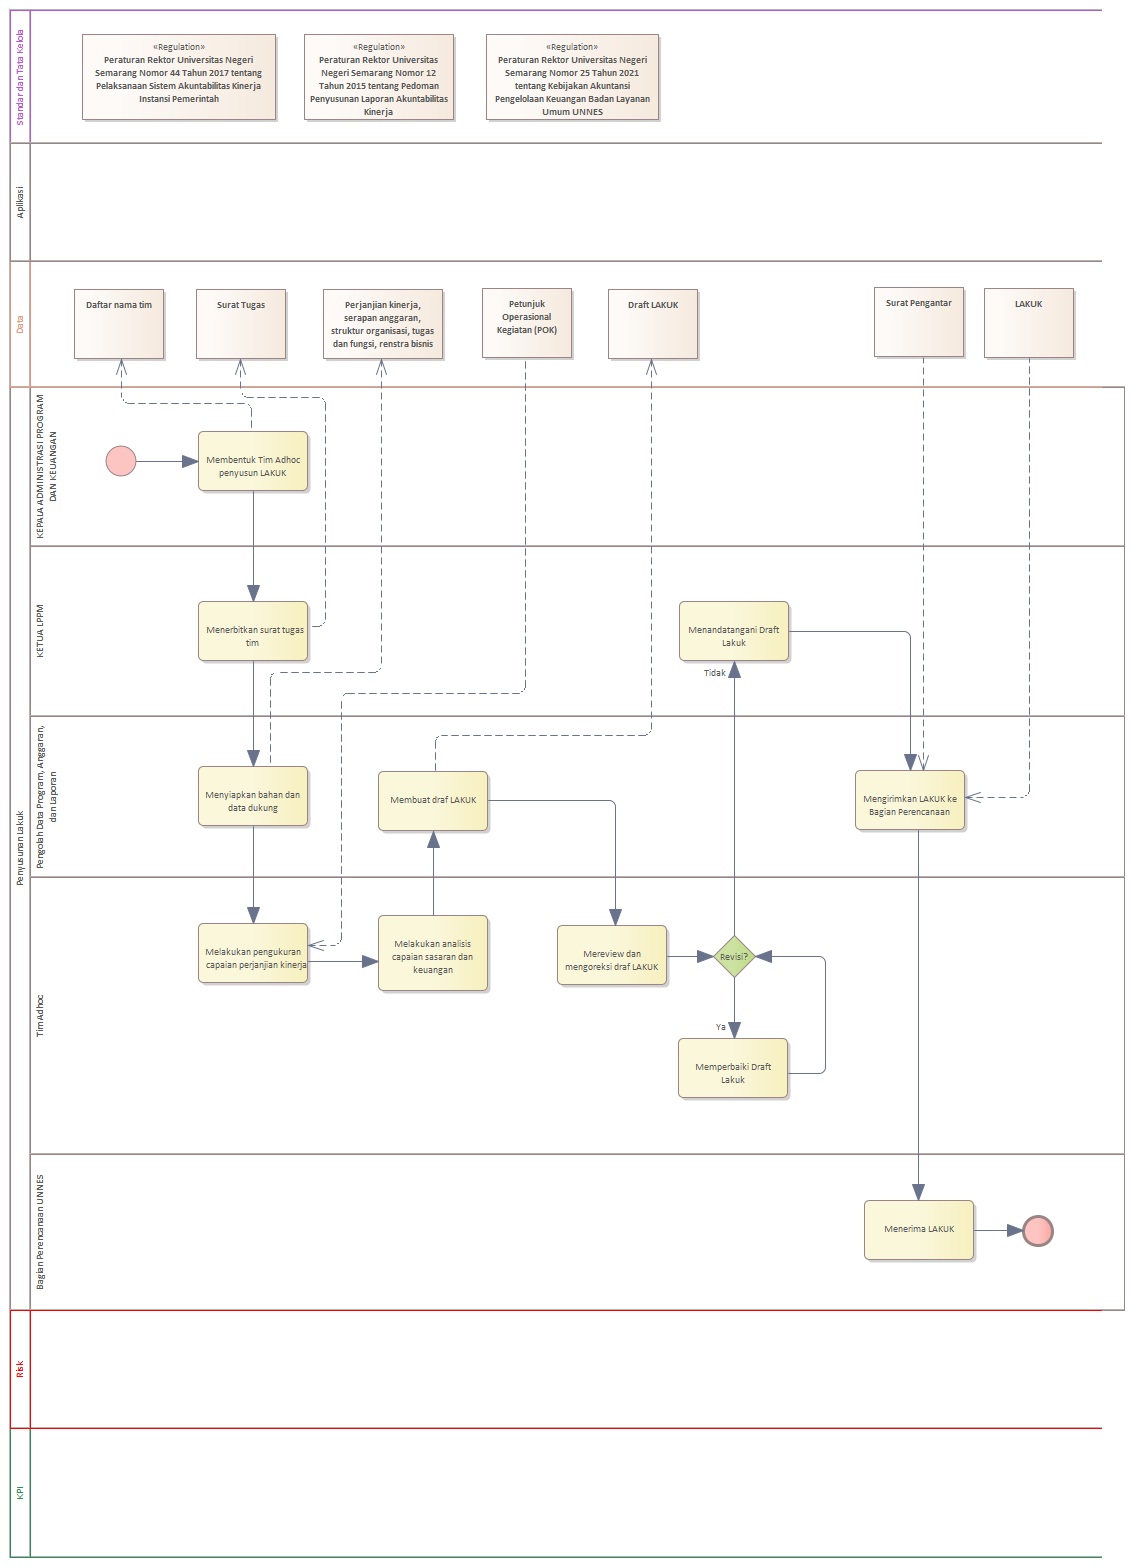 Standar dan Tata Kelola
«Regulation»
Peraturan Rektor Universitas Negeri
Semarang Nomor 44 Tahun 2017 tentang
Pelaksanaan Sistem Akuntabilitas Kinerja
Instansi Pemerintah
«Regulation»
Peraturan Rektor Universitas
Negeri Semarang Nomor 12
Tahun 2015 tentang Pedoman
Penyusunan Laporan Akuntabilitas
Kinerja
«Regulation»
Peraturan Rektor Universitas Negeri
Semarang Nomor 25 Tahun 2021
tentang Kebijakan Akuntansi
Pengelolaan Keuangan Badan Layanan
Umum UNNES
Aplikasi
Data
Daftar nama tim
Surat Tugas
Perjanjian kinerja,
serapan anggaran,
struktur organisasi, tugas
dan fungsi, renstra bisnis
Petunjuk
Operasional
Kegiatan (POK)
Draft LAKUK
Surat Pengantar
LAKUK
Penyusunan Lakuk
KEPALA ADMINISTRASI PROGRAM
DAN KEUANGAN
Membentuk Tim Adhoc
penyusun LAKUK
KETUA LPPM
Menerbitkan surat tugas
tim
Menandatangani Draft
Lakuk
Tidak
Pengolah Data Program, Anggaran,
dan Laporan
Menyiapkan bahan dan
data dukung
Membuat draf LAKUK
Mengirimkan LAKUK ke
Bagian Perencanaan
Tim Adhoc
Melakukan pengukuran
capaian perjanjian kinerja
Melakukan analisis
capaian sasaran dan
keuangan
Mereview dan
mengoreksi draf LAKUK
Revisi?
Ya
Memperbaiki Draft
Lakuk
Bagian Perencanaan UNNES
Menerima LAKUK
Risk
KPI